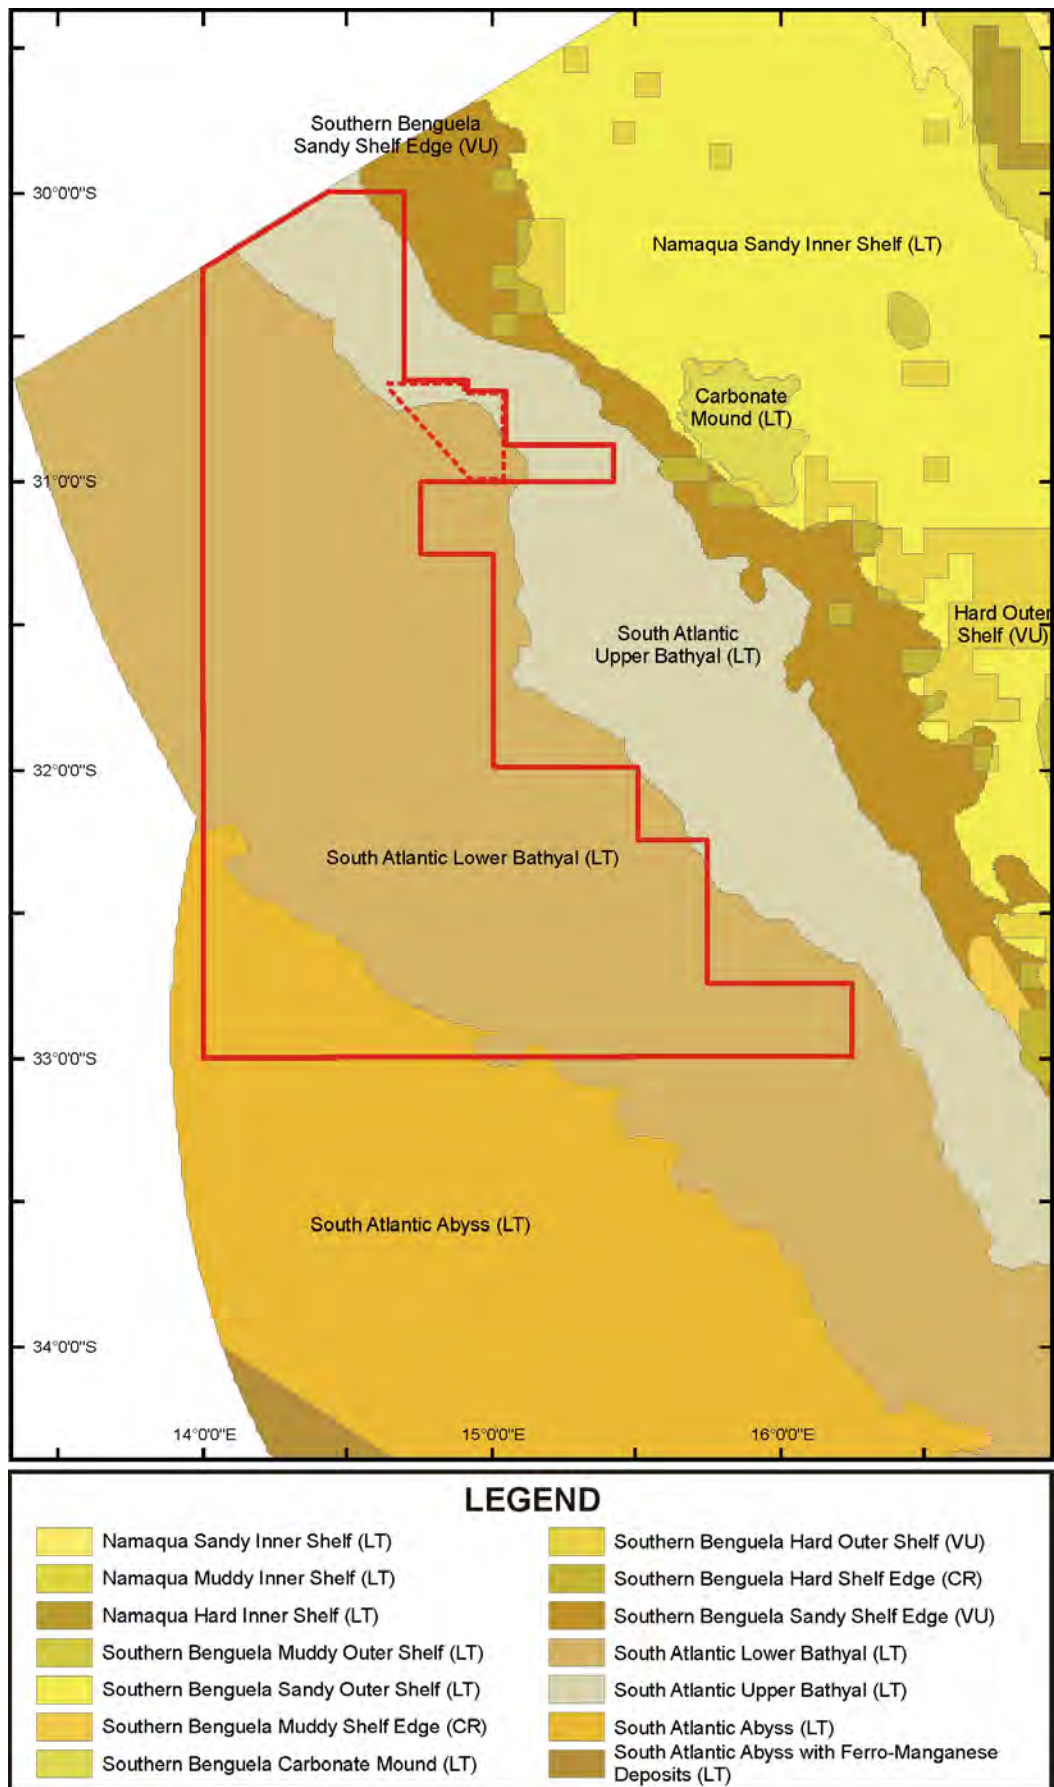 Southern Benguela
Sandy Shelf Edge (VU)
30°0'0"S
Namaqua Sandy Inner Shelf (LT)
Carbonate
Mound (LT)
31°0'0"S
Hard Outer
Shelf (VU)
South Atlantic
Upper Bathyal (LT)
32°0'0"S
South Atlantic Lower Bathyal (LT)
33°0'0"S
South Atlantic Abyss (LT)
34°0'0"S
14°0'0"E
15°0'0"E
16°0'0"E
LEGEND
Namaqua Sandy Inner Shelf (LT)
Namaqua Muddy Inner Shelf (LT)
Namaqua Hard Inner Shelf (LT)
Southern Benguela Muddy Outer Shelf (LT)
Southern Benguela Sandy Outer Shelf (LT)
Southern Benguela Muddy Shelf Edge (CR)
Southern Benguela Carbonate Mound (LT)
Southern Benguela Hard Outer Shelf (VU)
Southern Benguela Hard Shelf Edge (CR)
Southern Benguela Sandy Shelf Edge (VU)
South Atlantic Lower Bathyal (LT)
South Atlantic Upper Bathyal (LT)
South Atlantic Abyss (LT)
South Atlantic Abyss with Ferro-Manganese
Deposits (LT)